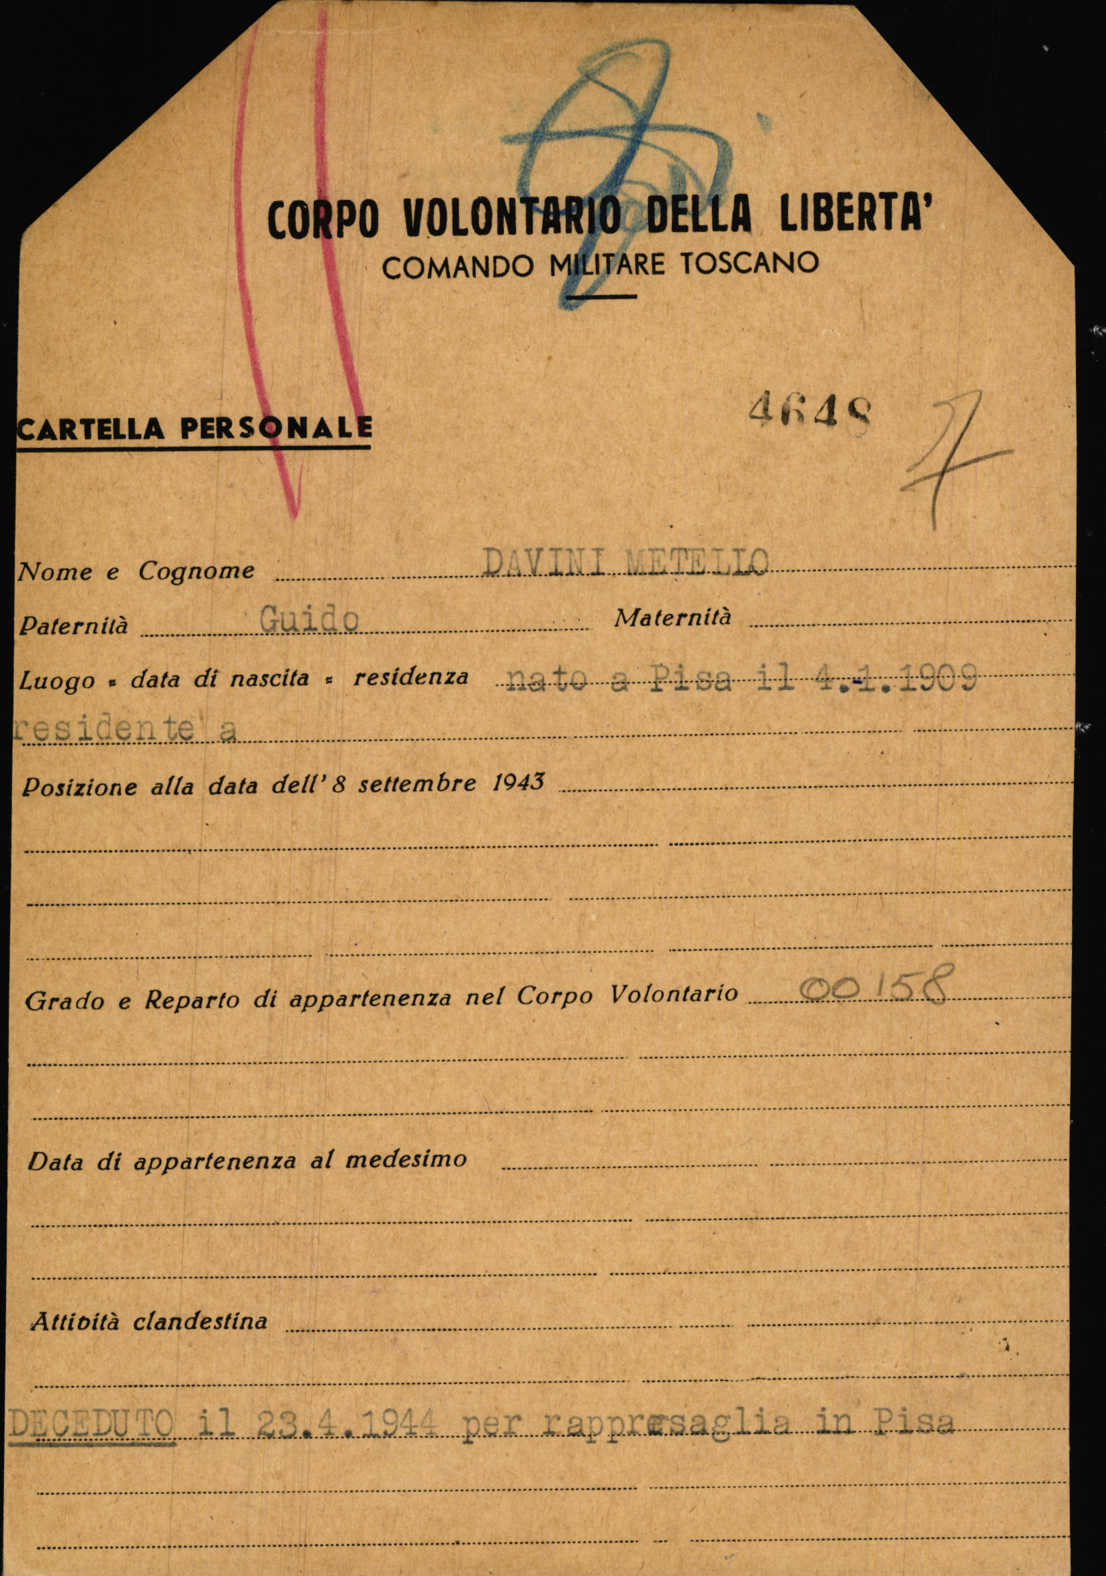 CORPO VOLONTARIO DELLA LIBERTA'
COMANDO MILITARE TOSCANO
4648
7
CARTELLA PERSONALE
Nome e Cognome DAVINI METELLO
Paternità Guido Maternità
Luogo - data di nascita - residenza nato a Pisa il 4.1.1909
residente a
Posizione alla data dell'8 settembre 1943
Grado e Reparto di appartenenza nel Corpo Volontario 00158
Data di appartenenza al medesimo
Attività clandestina
DECEDUTO il 23.4.1944 per rappresaglia in Pisa